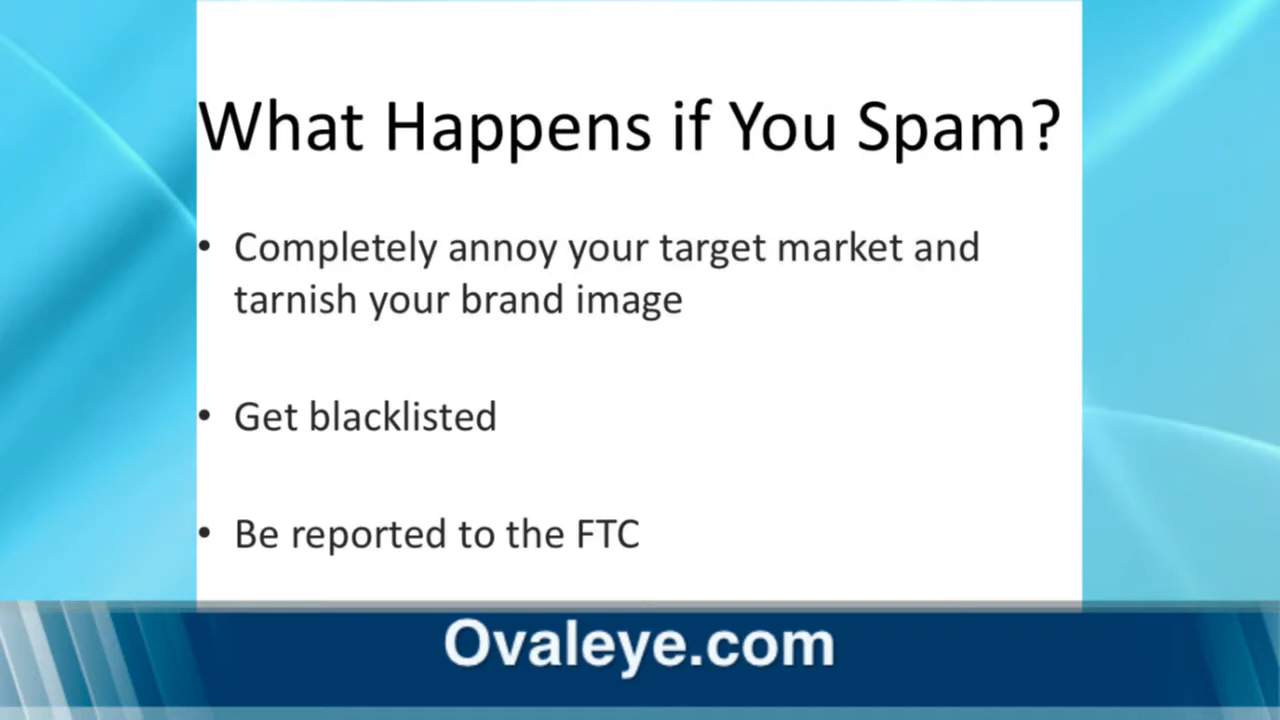 What Happens if You Spam?
• Completely annoy your target market and
tarnish your brand image
• Get blacklisted
• Be reported to the FTC
Ovaleye.com